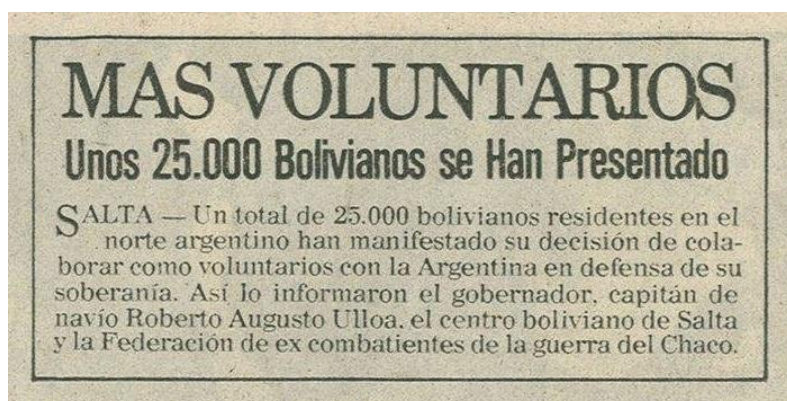 MAS VOLUNTARIOS
Unos 25.000 Bolivianos se Han Presentado
SALTA — Un total de 25.000 bolivianos residentes en el
norte argentino han manifestado su decisión de cola-
borar como voluntarios con la Argentina en defensa de su
soberanía. Así lo informaron el gobernador, capitán de
navío Roberto Augusto Ulloa, el centro boliviano de Salta
y la Federación de ex combatientes de la guerra del Chaco.